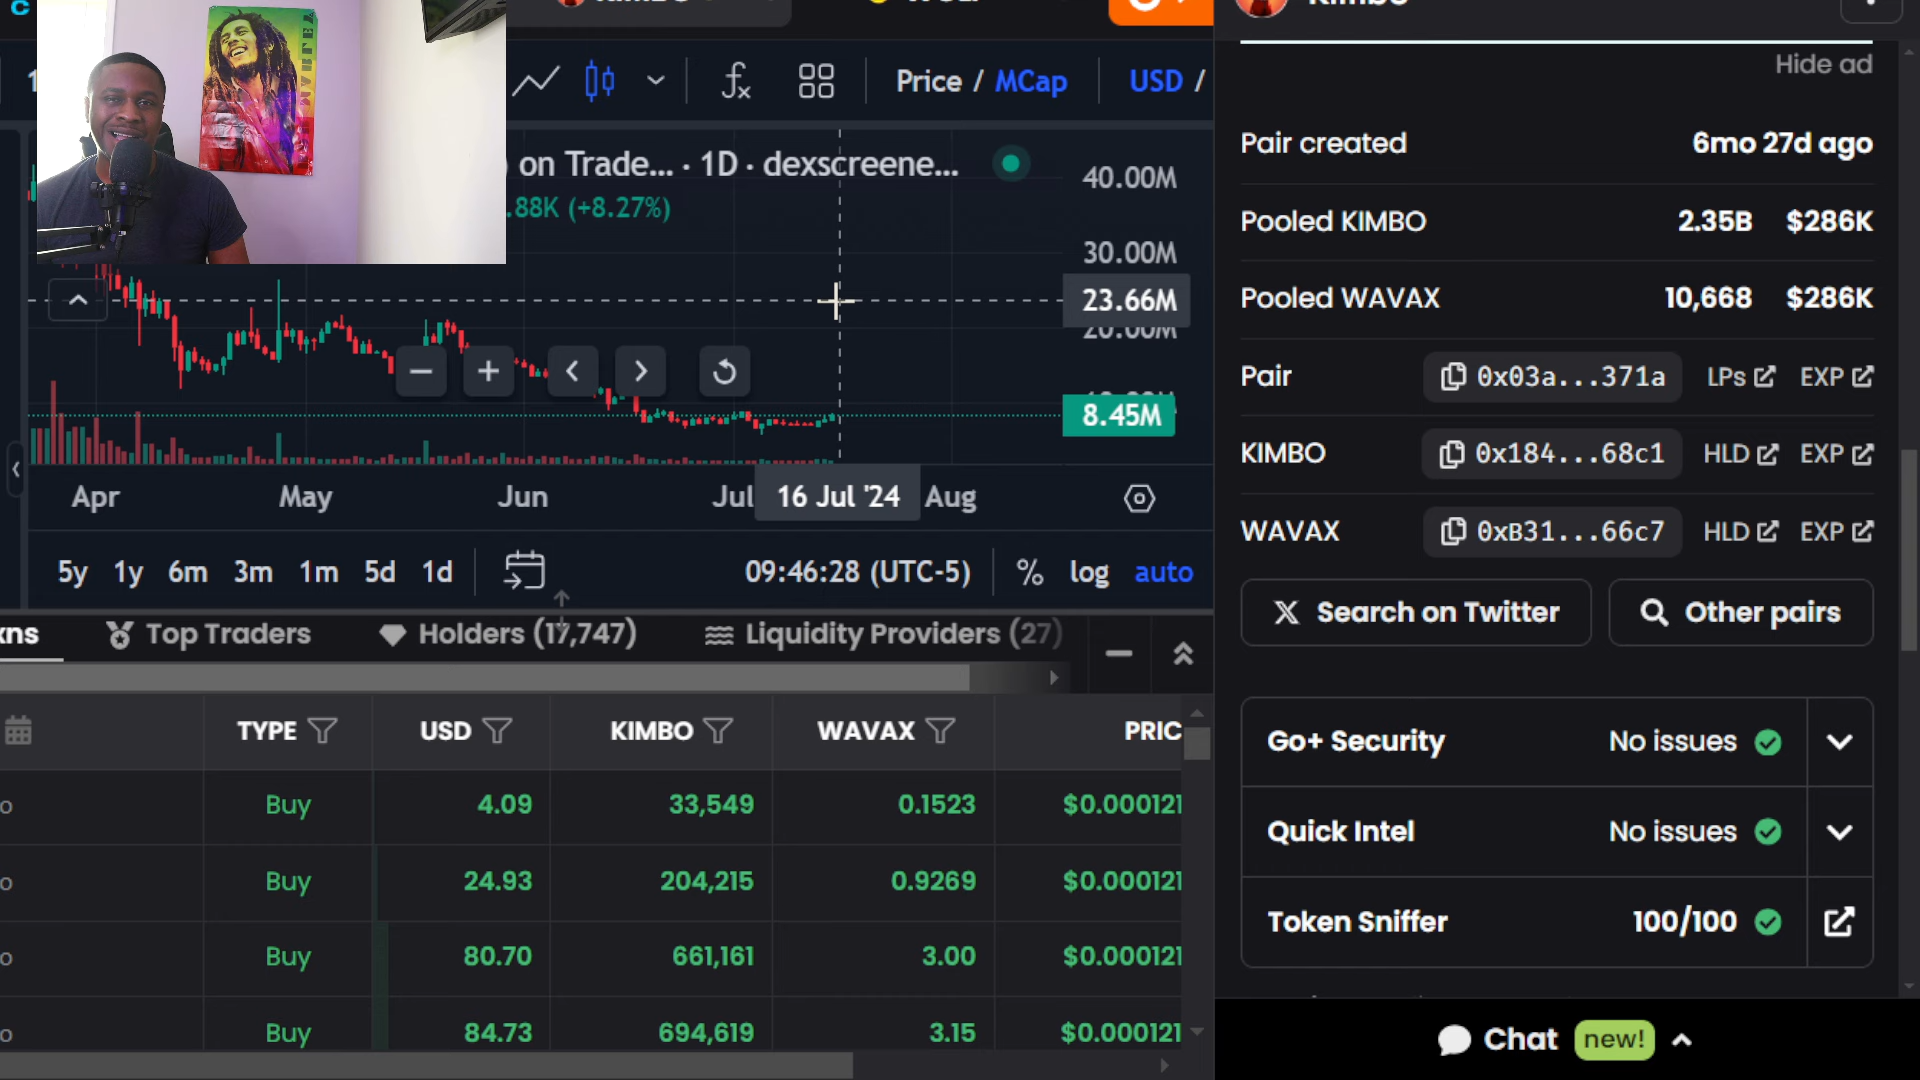 Price / MCap
USD /
on Trade... · 1D · dexscreene...
.88K (+8.27%)
40.00M
30.00M
23.66M
20.00M
8.45M
Apr
May
Jun
Jul
16 Jul '24
Aug
5y 1y 6m 3m 1m 5d 1d
09:46:28 (UTC-5)
% log auto
Top Traders
Holders (17,747)
Liquidity Providers (27)
TYPE USD KIMBO WAVAX PRIC
Buy 4.09 33,549 0.1523 $0.000121
Buy 24.93 204,215 0.9269 $0.000121
Buy 80.70 661,161 3.00 $0.000121
Buy 84.73 694,619 3.15 $0.000121
Kimbo
Hide ad
Pair created 6mo 27d ago
Pooled KIMBO 2.35B $286K
Pooled WAVAX 10,668 $286K
Pair 0x03a...371a LPs EXP
KIMBO 0x184...68c1 HLD EXP
WAVAX 0xB31...66c7 HLD EXP
Search on Twitter
Other pairs
Go+ Security No issues
Quick Intel No issues
Token Sniffer 100/100
Chat new!